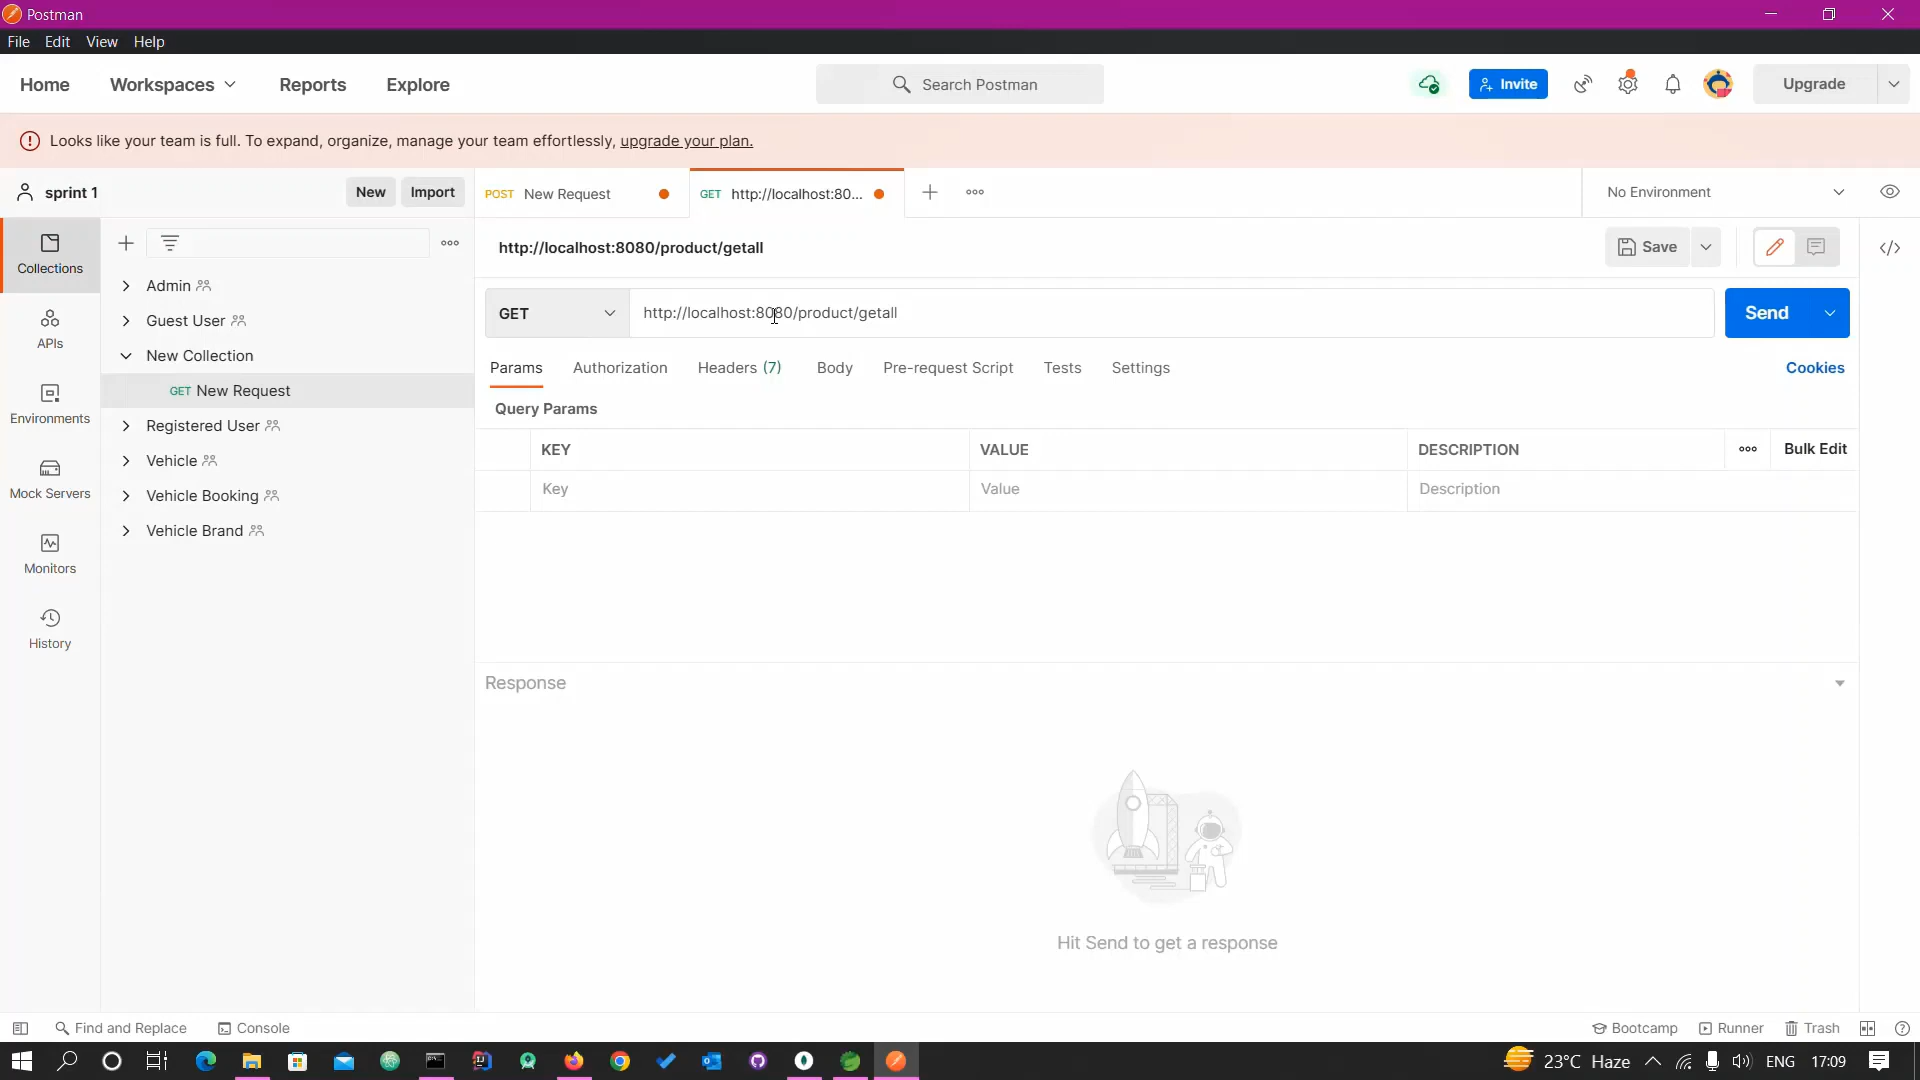 Postman
File Edit View Help
Home Workspaces Reports Explore Search Postman Invite Upgrade
Looks like your team is full. To expand, organize, manage your team effortlessly, upgrade your plan.
sprint 1 New Import POST New Request GET http://localhost:80... No Environment
http://localhost:8080/product/getall Save
Collections
Admin
GET http://localhost:8080/product/getall Send
Guest User
APIs
New Collection
Params Authorization Headers (7) Body Pre-request Script Tests Settings Cookies
GET New Request
Query Params
Environments
Registered User
KEY VALUE DESCRIPTION Bulk Edit
Vehicle
Key Value Description
Mock Servers
Vehicle Booking
Vehicle Brand
Monitors
History
Response
Hit Send to get a response
Find and Replace Console Bootcamp Runner Trash
23°C Haze ENG 17:09